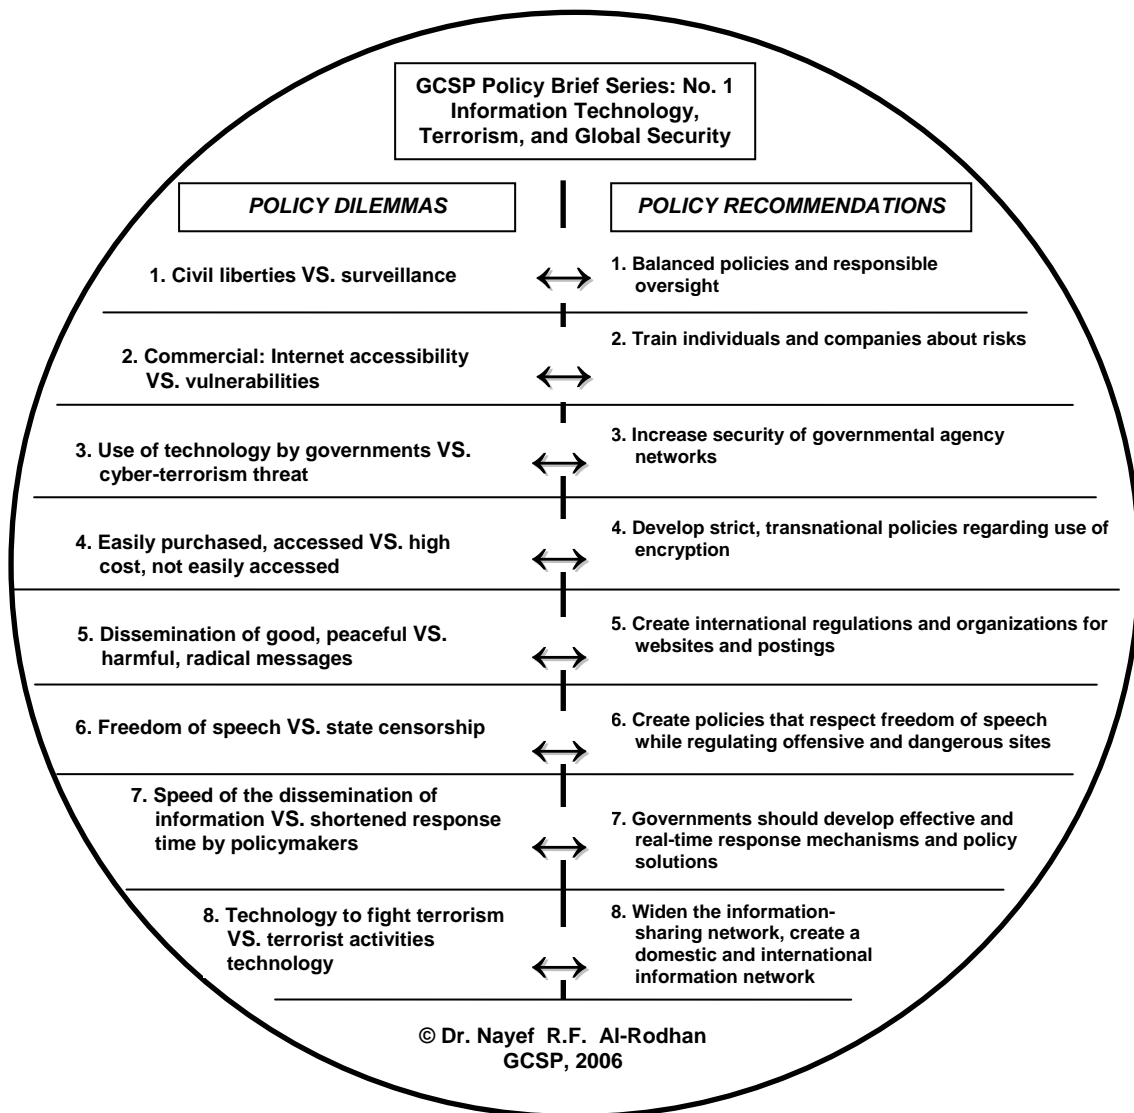 GCSP Policy Brief Series: No. 1
Information Technology,
Terrorism, and Global Security
POLICY DILEMMAS
POLICY RECOMMENDATIONS
1. Civil liberties VS. surveillance
1. Balanced policies and responsible
oversight
2. Commercial: Internet accessibility
VS. vulnerabilities
2. Train individuals and companies about risks
3. Use of technology by governments VS.
cyber-terrorism threat
3. Increase security of governmental agency
networks
4. Easily purchased, accessed VS. high
cost, not easily accessed
4. Develop strict, transnational policies regarding use of
encryption
5. Dissemination of good, peaceful VS.
harmful, radical messages
5. Create international regulations and organizations for
websites and postings
6. Freedom of speech VS. state censorship
6. Create policies that respect freedom of speech
while regulating offensive and dangerous sites
7. Speed of the dissemination of
information VS. shortened response
time by policymakers
7. Governments should develop effective and
real-time response mechanisms and policy
solutions
8. Technology to fight terrorism
VS. terrorist activities
technology
8. Widen the information-
sharing network, create a
domestic and international
information network
© Dr. Nayef R.F. Al-Rodhan
GCSP, 2006